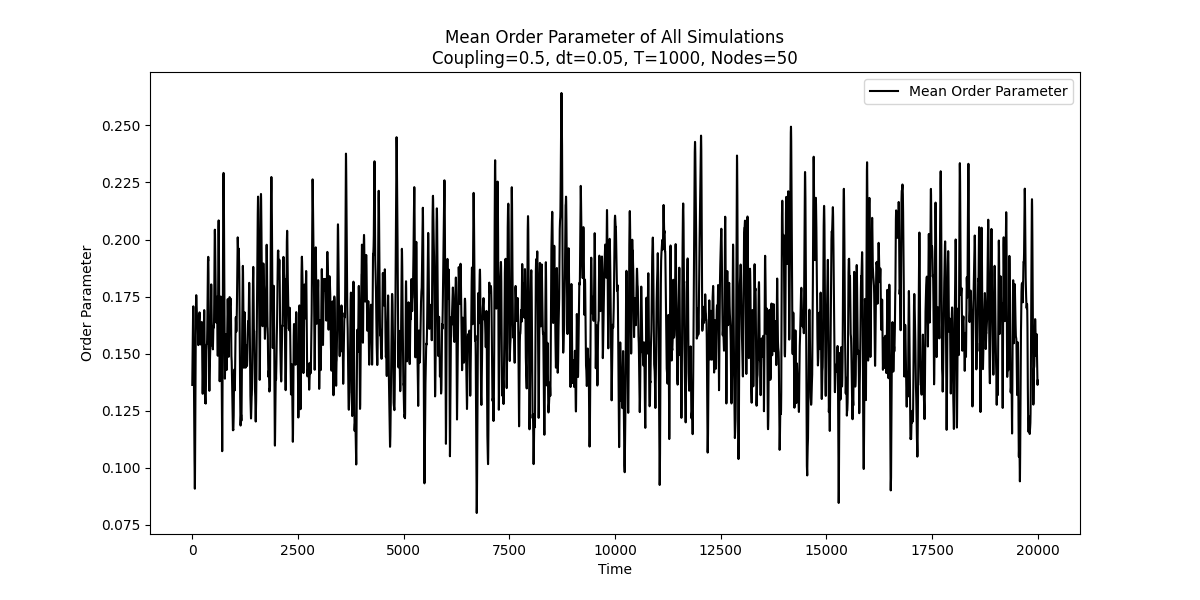 Mean Order Parameter of All Simulations
Coupling=0.5, dt=0.05, T=1000, Nodes=50
Mean Order Parameter
0.250
0.225
0.200
0.175
0.150
0.125
0.100
0.075
Order Parameter
0 2500 5000 7500 10000 12500 15000 17500 20000
Time